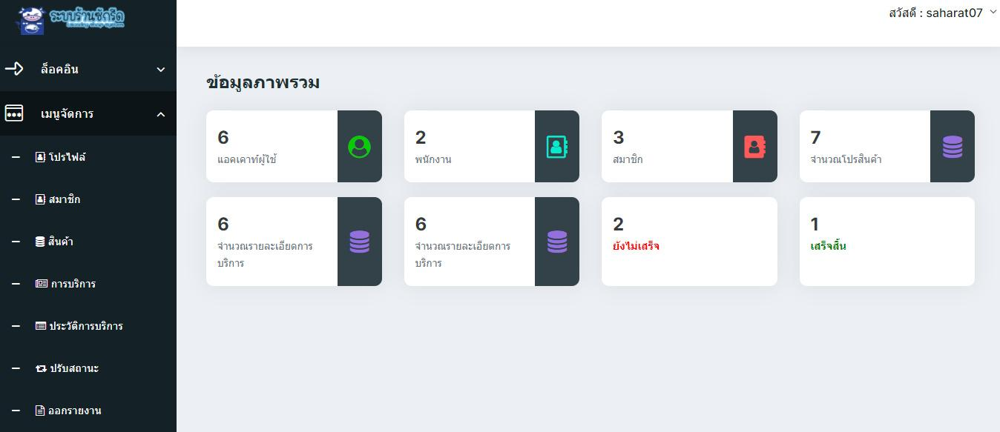 ระบบร้านซักรีด
สวัสดี : saharat07
ล็อคอิน
เมนูจัดการ
โปรไฟล์
สมาชิก
สินค้า
การบริการ
ประวัติการบริการ
ปรับสถานะ
ออกรายงาน
ข้อมูลภาพรวม
6
แอคเคาท์ผู้ใช้
2
พนักงาน
3
สมาชิก
7
จำนวณโปรสินค้า
6
จำนวณรายละเอียดการ
บริการ
6
จำนวณรายละเอียดการ
บริการ
2
ยังไม่เสร็จ
1
เสร็จสิ้น